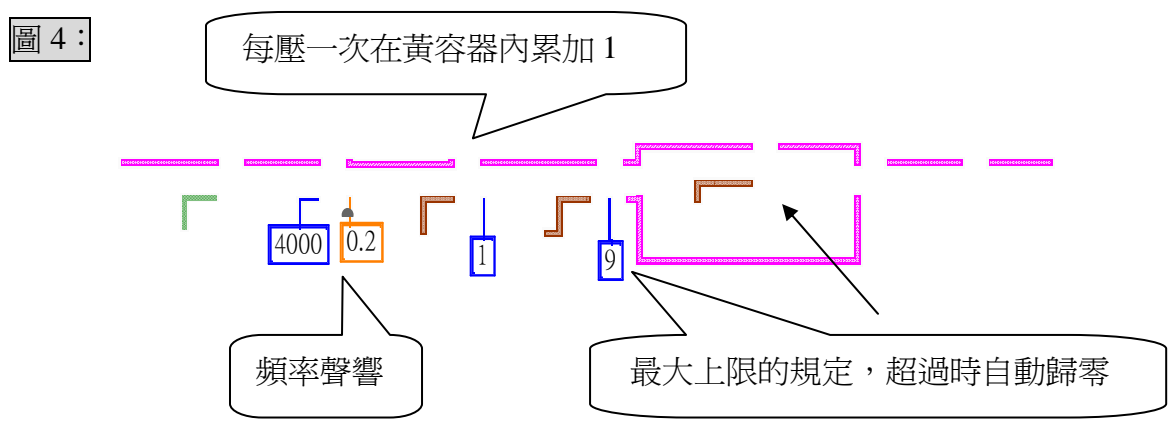 圖 4：
每壓一次在黃容器內累加 1
4000
0.2
1
9
頻率聲響
最大上限的規定，超過時自動歸零